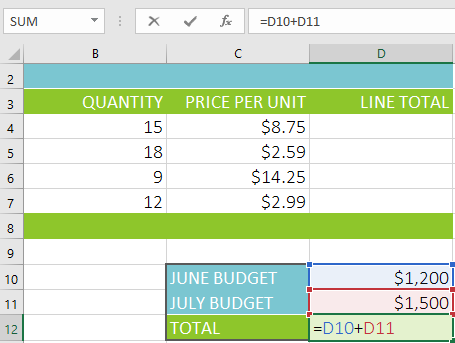 SUM fx =D10+D11
B C D
2
3 QUANTITY PRICE PER UNIT LINE TOTAL
4 15 $8.75
5 18 $2.59
6 9 $14.25
7 12 $2.99
8
9
10 JUNE BUDGET $1,200
11 JULY BUDGET $1,500
12 TOTAL =D10+D11